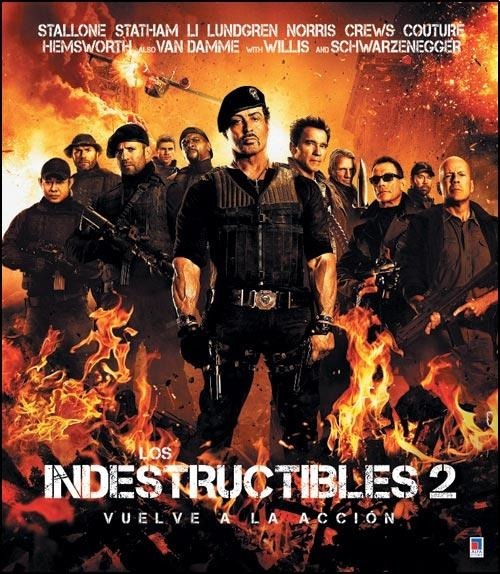 STALLONE STATHAM LI LUNDGREN NORRIS CREWS COUTURE
HEMSWORTH ALSO VAN DAMME WITH WILLIS AND SCHWARZENEGGER
LOS
INDESTRUCTIBLES 2
VUELVE A LA ACCIÓN
ALFA